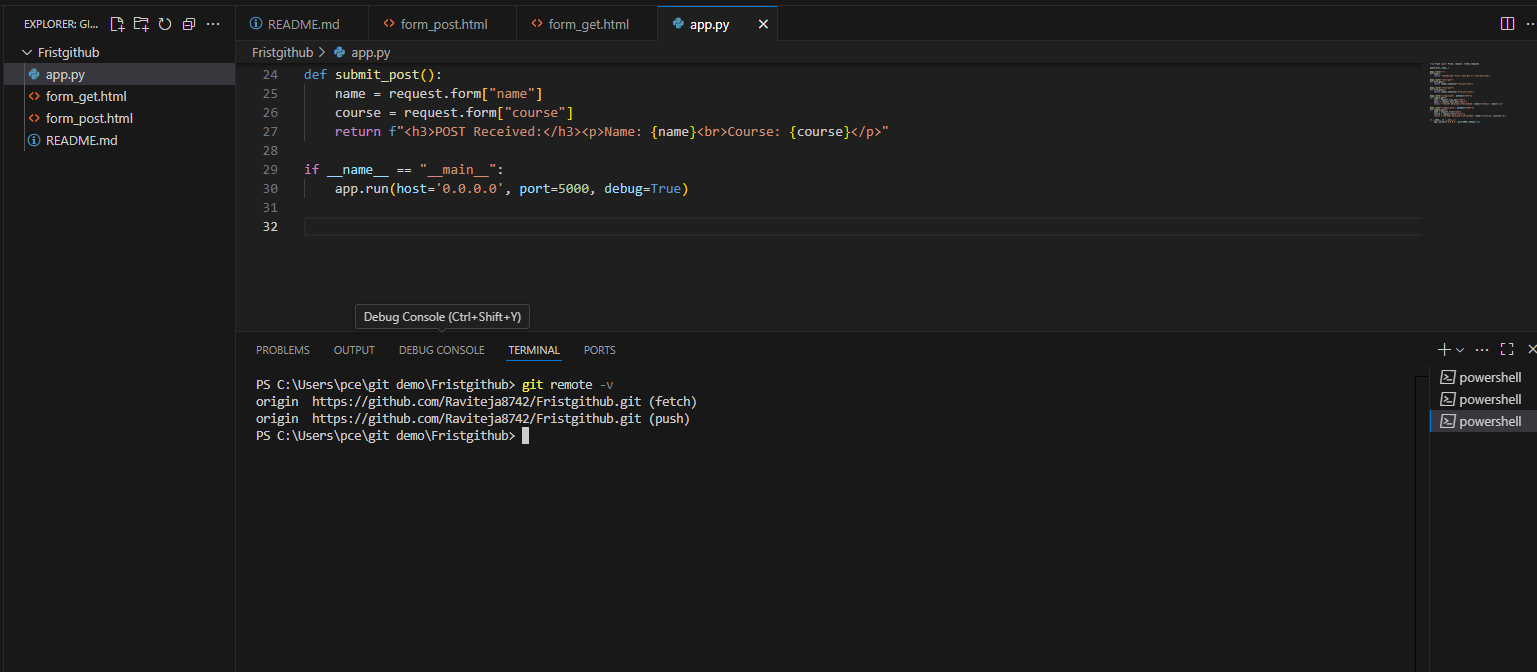 EXPLORER: GI...
Fristgithub
app.py
form_get.html
form_post.html
README.md
README.md
form_post.html
form_get.html
app.py
Fristgithub > app.py
24 def submit_post():
25 name = request.form["name"]
26 course = request.form["course"]
27 return f"<h3>POST Received:</h3><p>Name: {name}<br>Course: {course}</p>"
28
29 if __name__ == "__main__":
30 app.run(host='0.0.0.0', port=5000, debug=True)
31
32
Debug Console (Ctrl+Shift+Y)
PROBLEMS OUTPUT DEBUG CONSOLE TERMINAL PORTS
PS C:\Users\pce\git demo\Fristgithub> git remote -v
origin  https://github.com/Raviteja8742/Fristgithub.git (fetch)
origin  https://github.com/Raviteja8742/Fristgithub.git (push)
PS C:\Users\pce\git demo\Fristgithub>
powershell
powershell
powershell